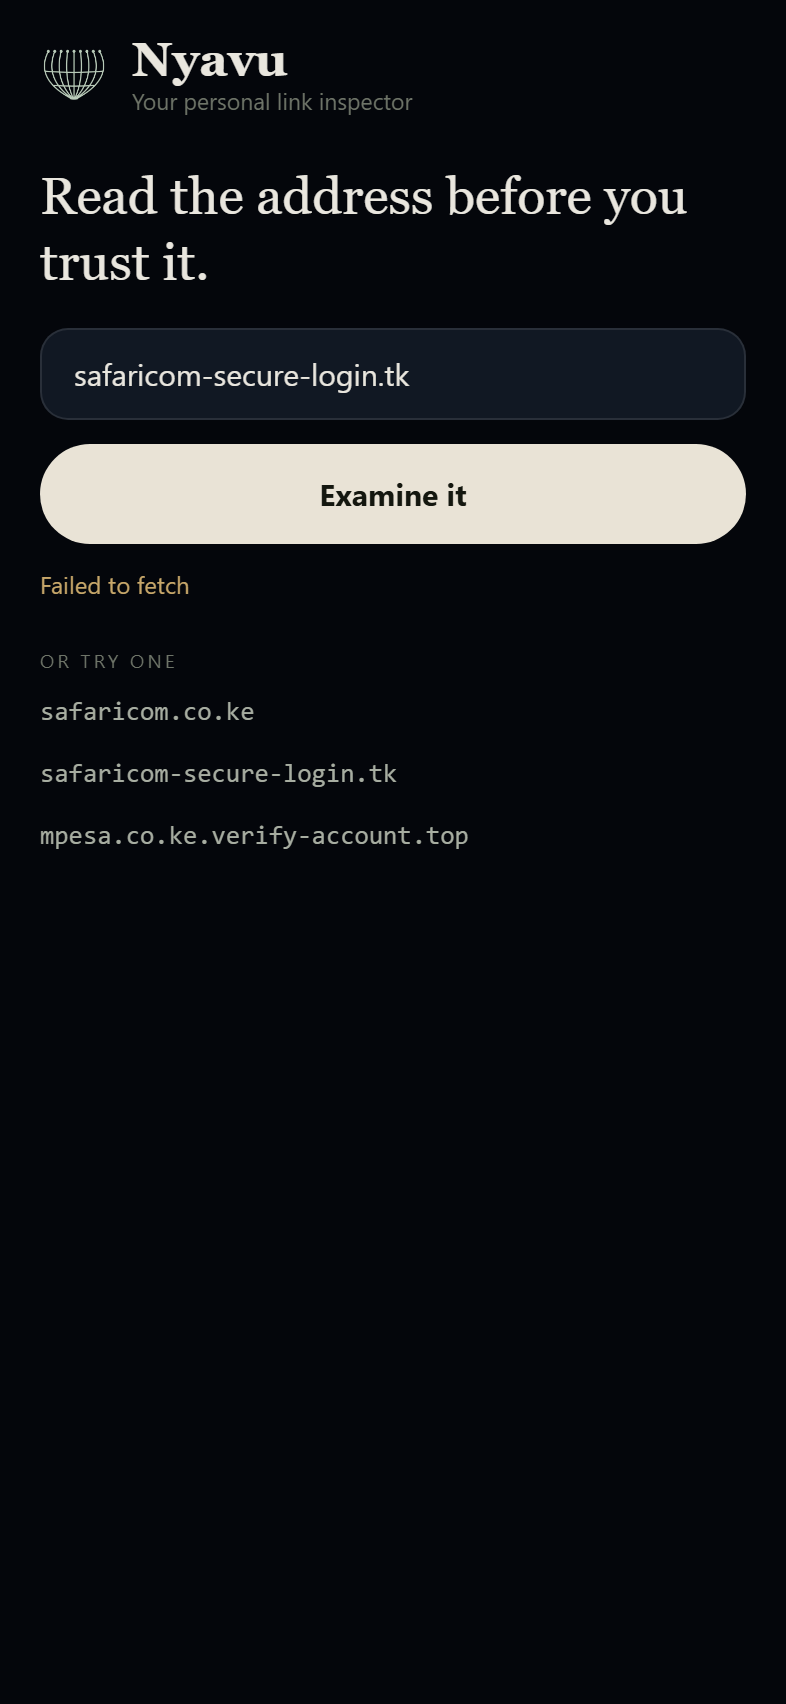 Nyavu
Your personal link inspector
Read the address before you
trust it.
safaricom-secure-login.tk
Examine it
Failed to fetch
OR TRY ONE
safaricom.co.ke
safaricom-secure-login.tk
mpesa.co.ke.verify-account.top